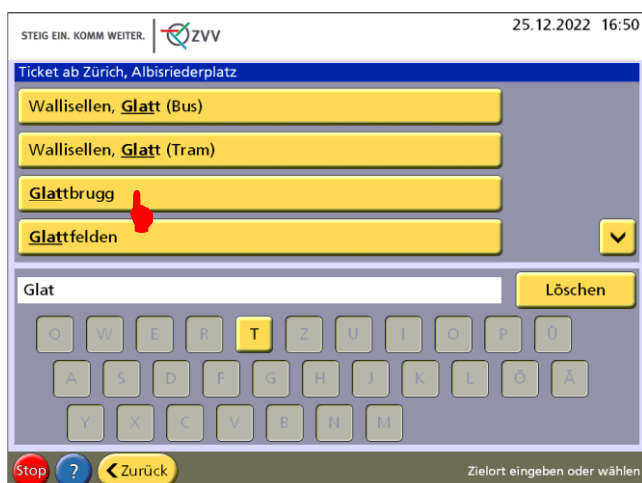 STEIG EIN. KOMM WEITER. ZVV
25.12.2022 16:50
Ticket ab Zürich, Albisriederplatz
Wallisellen, Glatt (Bus)
Wallisellen, Glatt (Tram)
Glattbrugg
Glattfelden
Glat
Löschen
Q W E R T Z U I O P Ü
A S D F G H J K L Ö Ä
Y X C V B N M
Stop ? Zurück
Zielort eingeben oder wählen